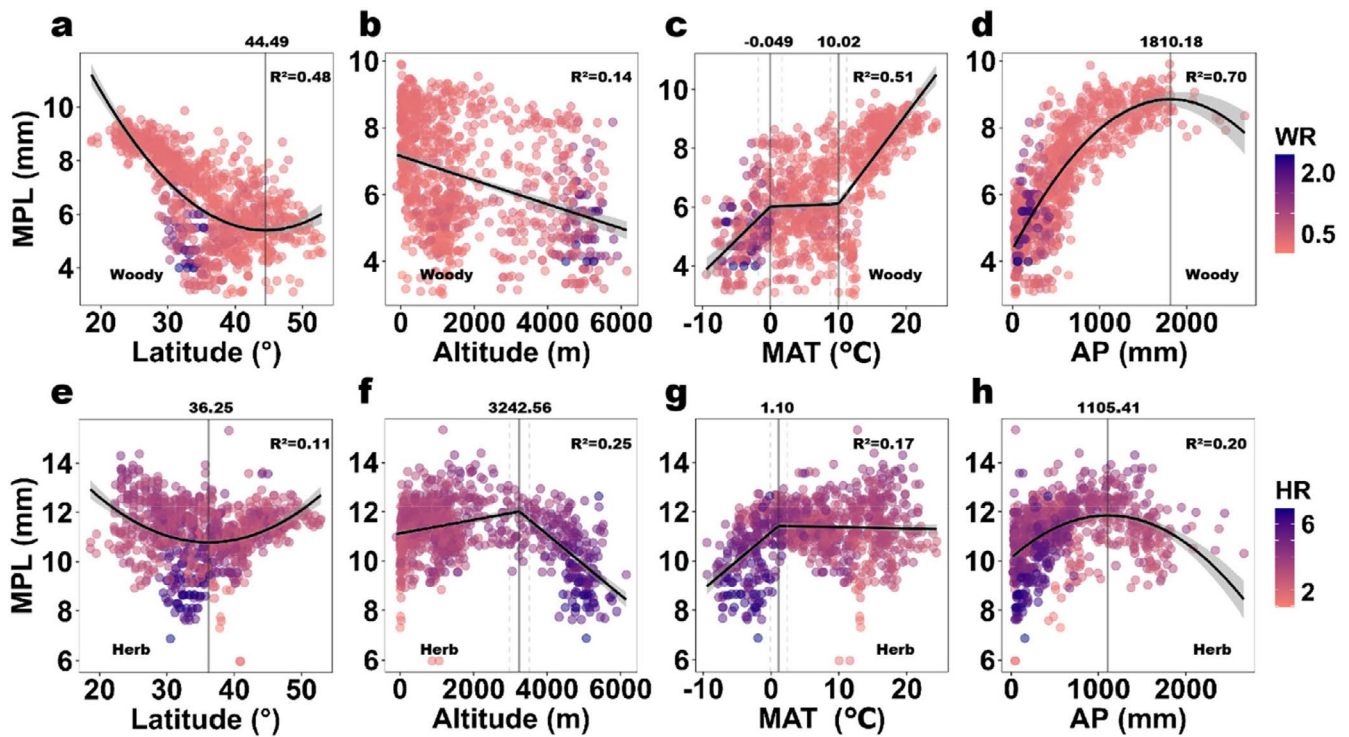 a
b
c
d
44.49
-0.049
10.02
1810.18
R²=0.48
R²=0.14
R²=0.51
R²=0.70
MPL (mm)
10
8
6
4
10
8
6
4
10
8
6
4
10
8
6
4
Woody
Woody
Woody
Woody
20 30 40 50
0 2000 4000 6000
-10 0 10 20
0 1000 2000
Latitude (°)
Altitude (m)
MAT (°C)
AP (mm)
WR
2.0
0.5
e
f
g
h
36.25
3242.56
1.10
1105.41
R²=0.11
R²=0.25
R²=0.17
R²=0.20
MPL (mm)
14
12
10
8
6
14
12
10
8
6
14
12
10
8
6
14
12
10
8
6
Herb
Herb
Herb
Herb
20 30 40 50
0 2000 4000 6000
-10 0 10 20
0 1000 2000
Latitude (°)
Altitude (m)
MAT (°C)
AP (mm)
HR
6
2